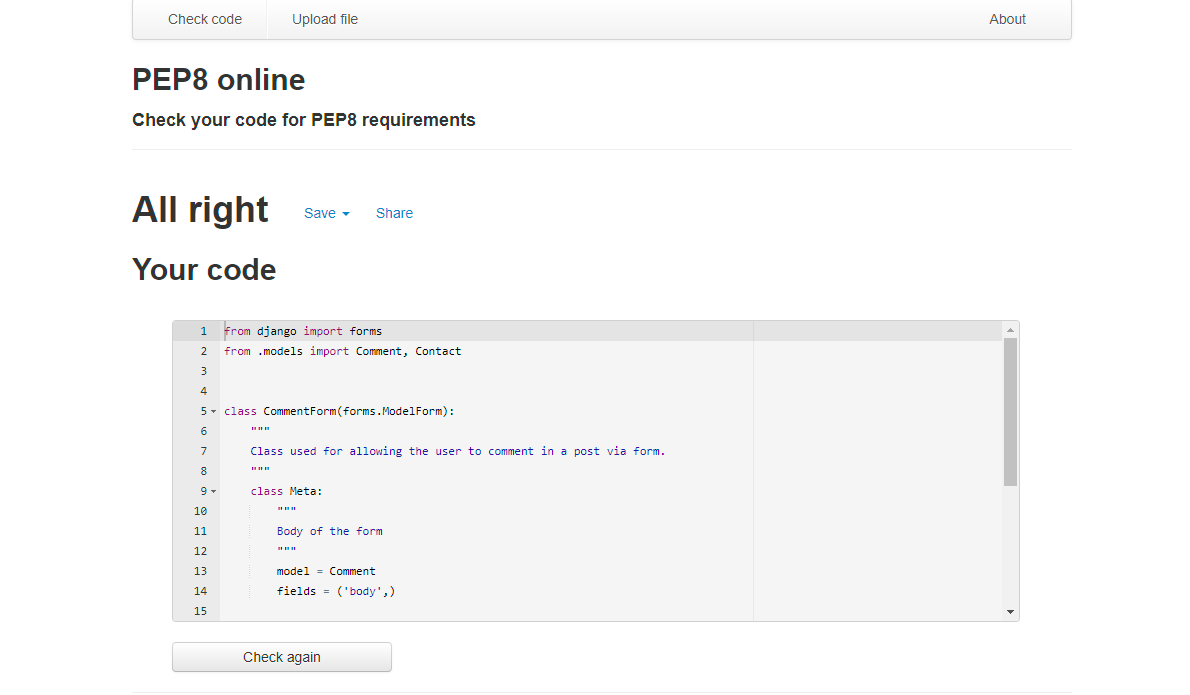 Check code Upload file About
PEP8 online
Check your code for PEP8 requirements
All right Save Share
Your code
1 from django import forms
2 from .models import Comment, Contact
3
4
5 class CommentForm(forms.ModelForm):
6 """
7 Class used for allowing the user to comment in a post via form.
8 """
9 class Meta:
10 """
11 Body of the form
12 """
13 model = Comment
14 fields = ('body',)
15
Check again